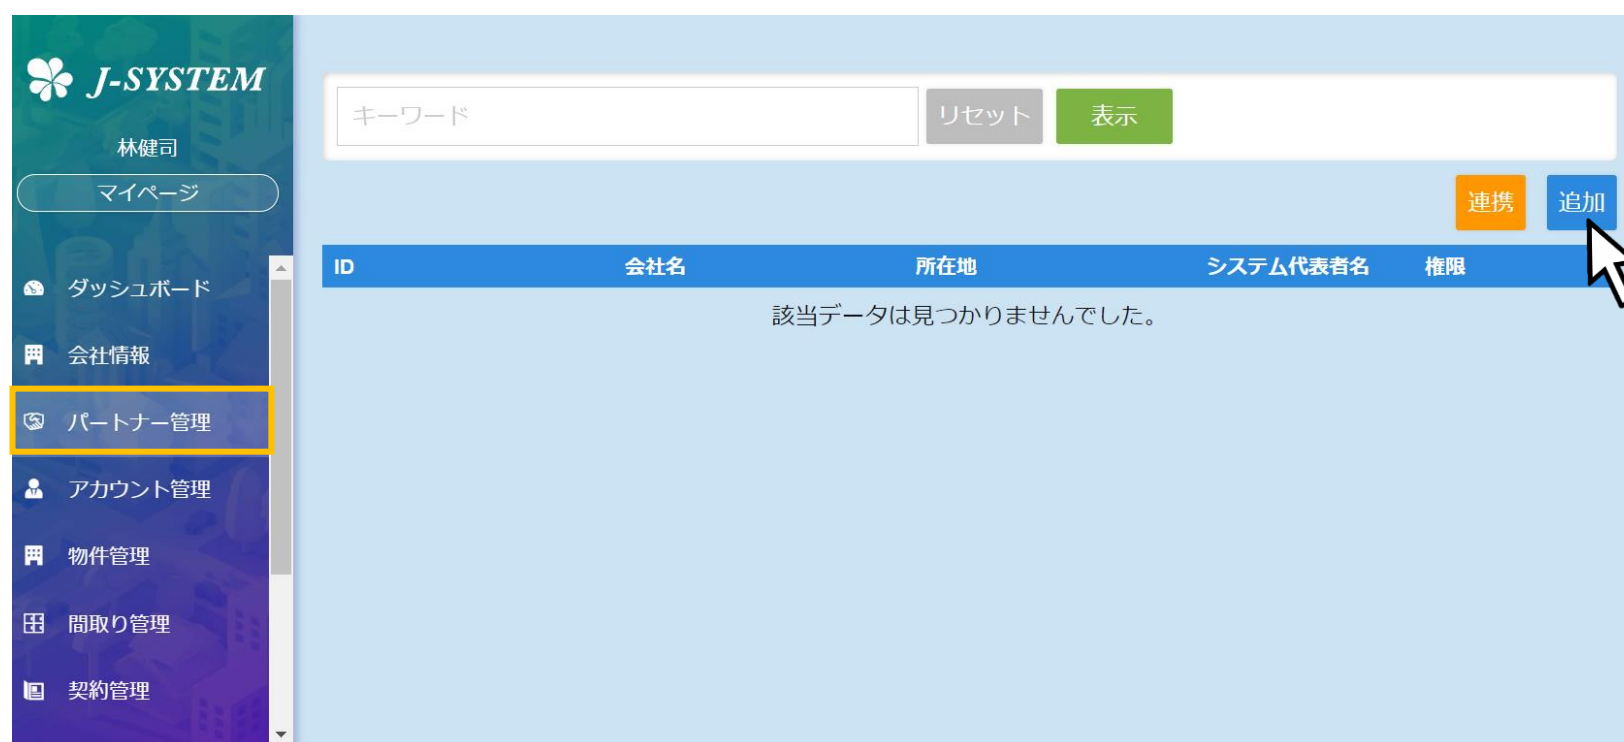 J-SYSTEM
林健司
マイページ
ダッシュボード
会社情報
パートナー管理
アカウント管理
物件管理
間取り管理
契約管理
キーワード リセット 表示
連携 追加
ID 会社名 所在地 システム代表者名 権限
該当データは見つかりませんでした。